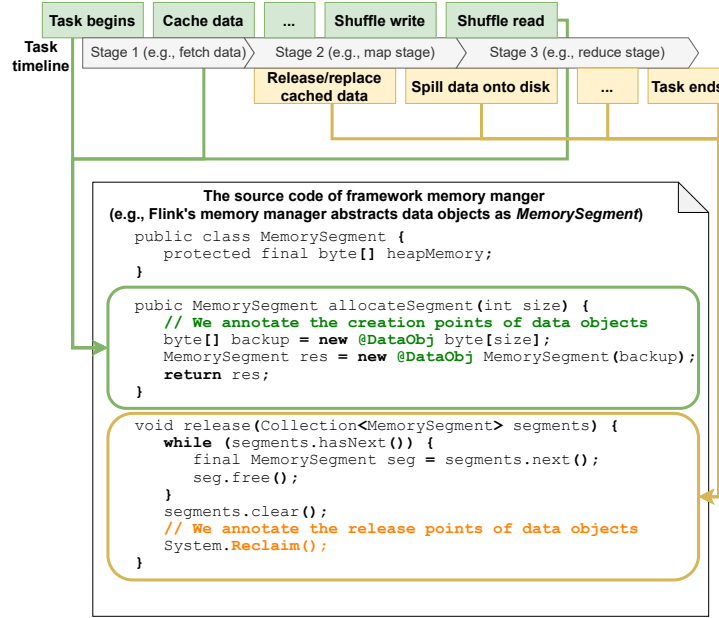 Task begins
Cache data
...
Shuffle write
Shuffle read
Task timeline
Stage 1 (e.g., fetch data)
Stage 2 (e.g., map stage)
Stage 3 (e.g., reduce stage)
Release/replace
cached data
Spill data onto disk
...
Task ends
The source code of framework memory manger
(e.g., Flink's memory manager abstracts data objects as MemorySegment)
public class MemorySegment {
protected final byte[] heapMemory;
}
pubic MemorySegment allocateSegment(int size) {
// We annotate the creation points of data objects
byte[] backup = new @DataObj byte[size];
MemorySegment res = new @DataObj MemorySegment(backup);
return res;
}
void release(Collection<MemorySegment> segments) {
while (segments.hasNext()) {
final MemorySegment seg = segments.next();
seg.free();
}
segments.clear();
// We annotate the release points of data objects
System.Reclaim();
}